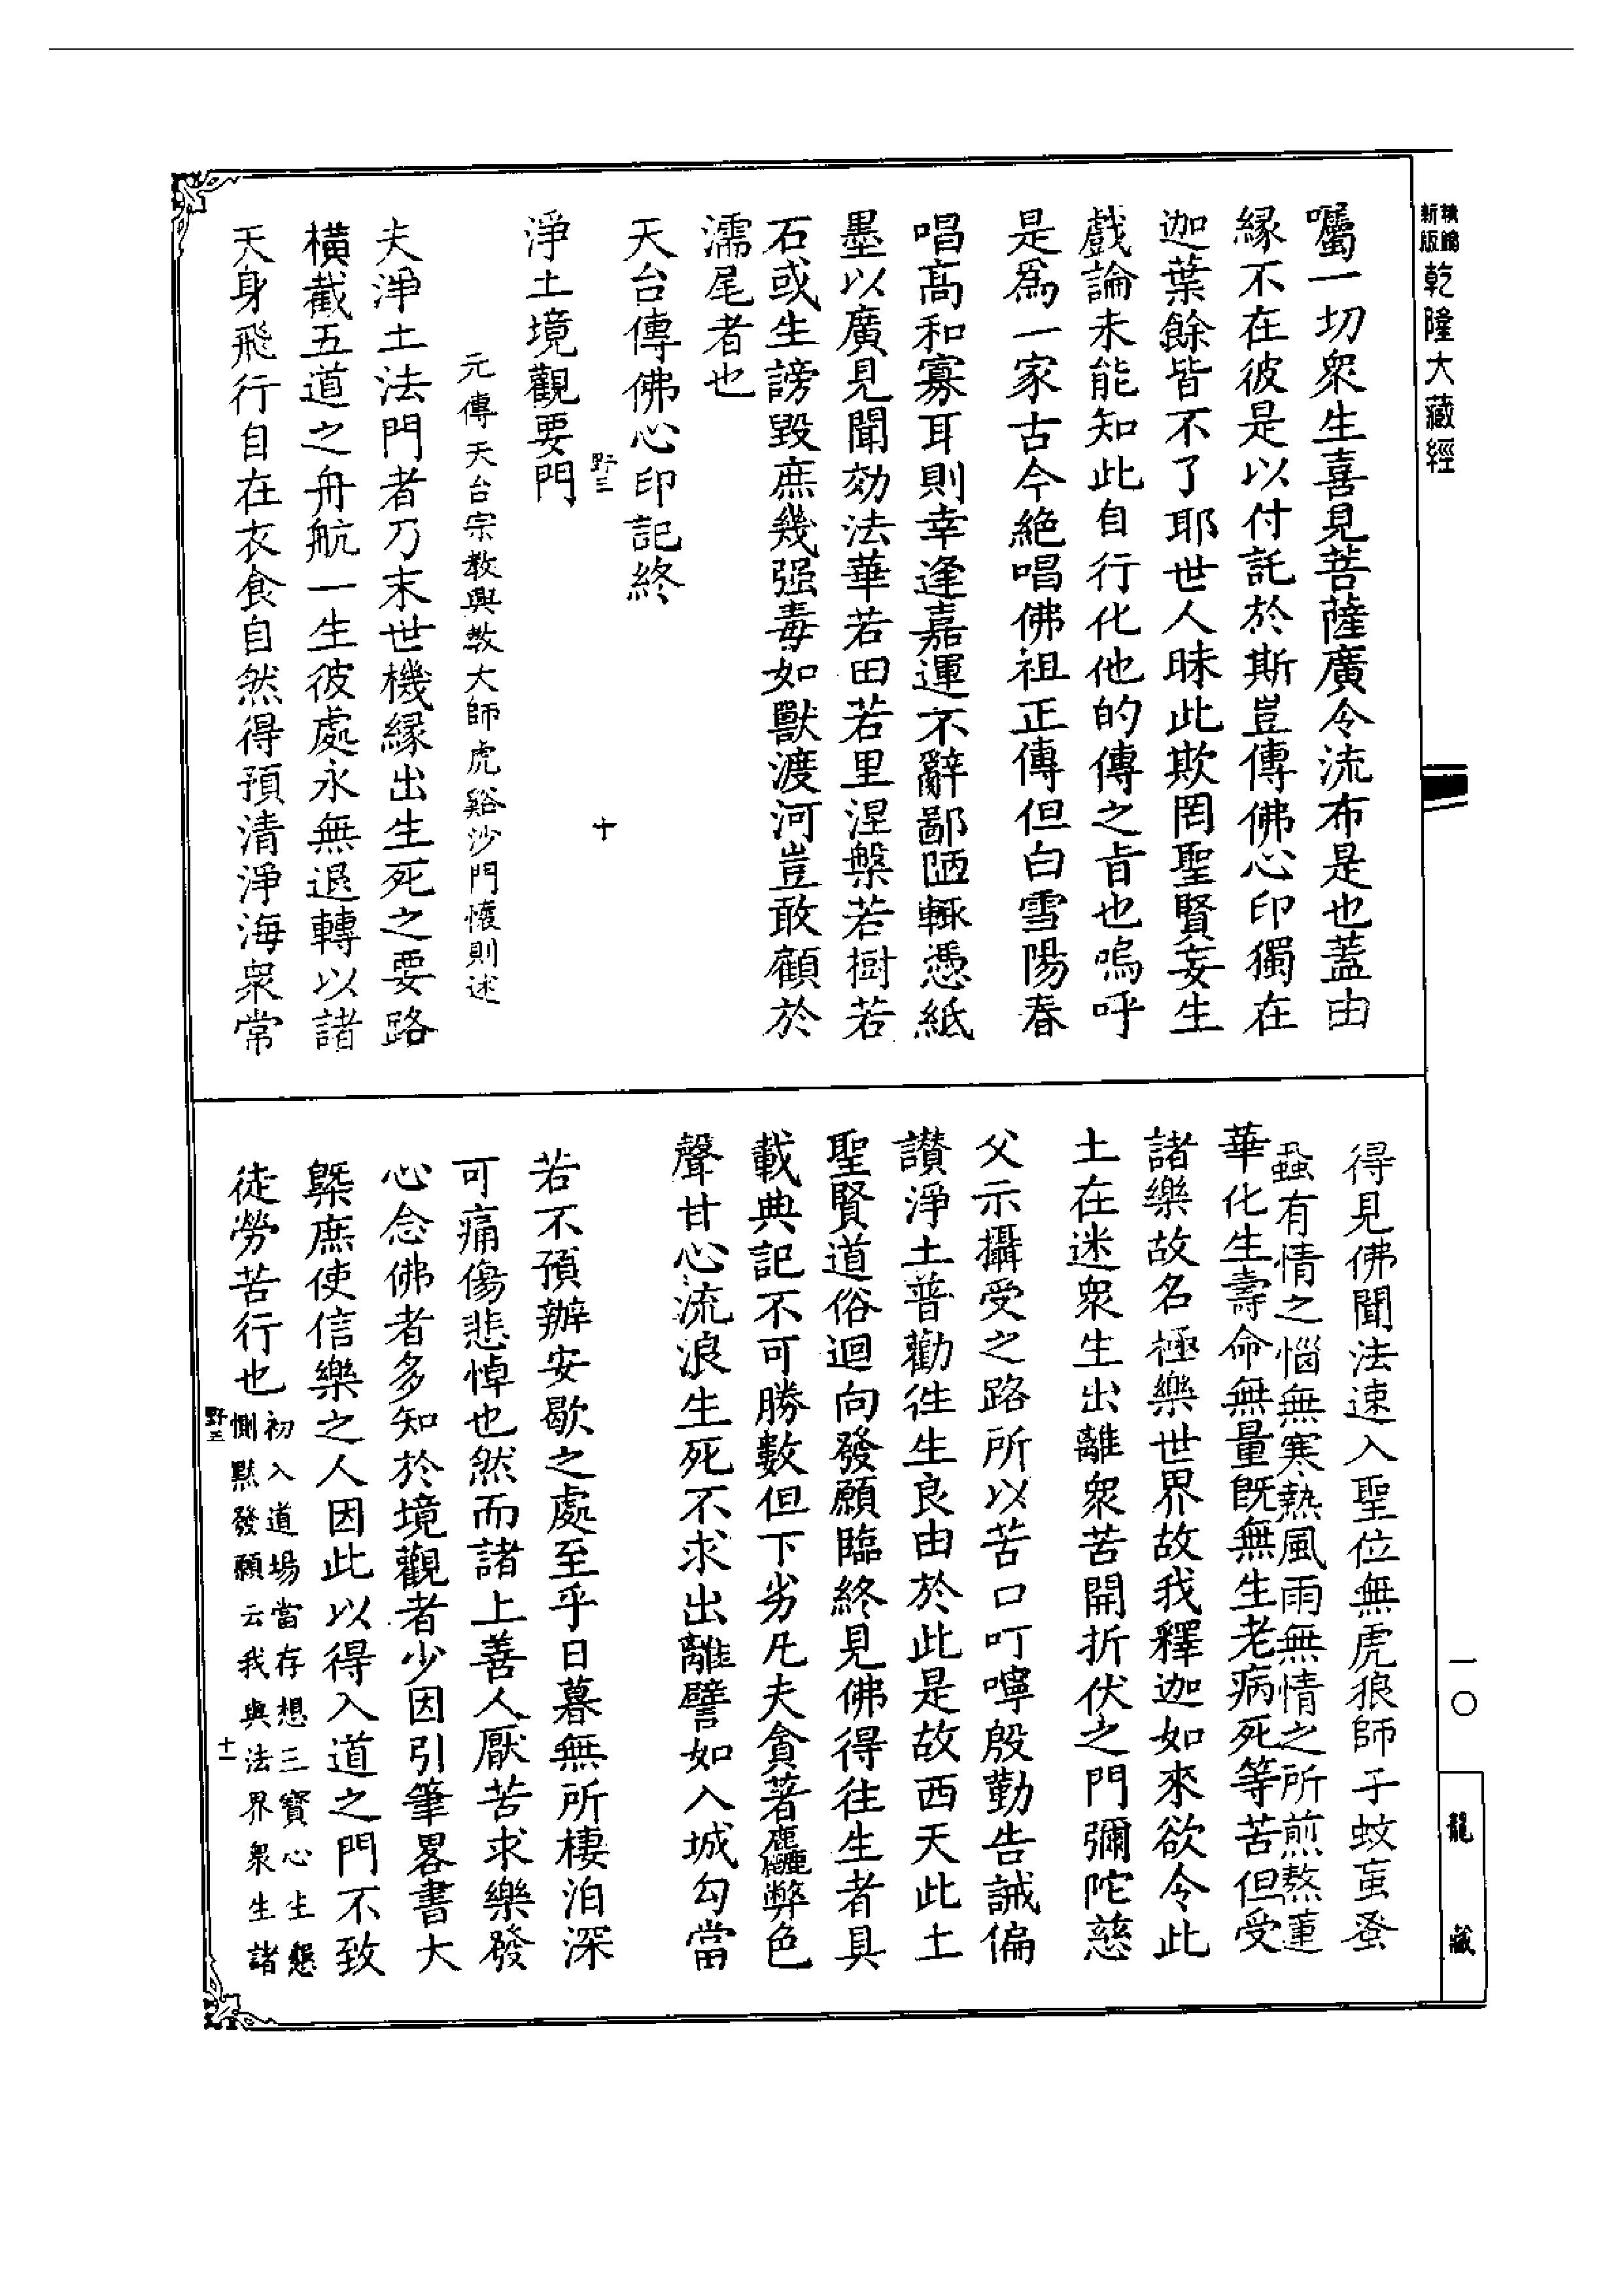 新版
乾隆大藏經
囑一切衆生喜見菩薩廣令流布是也蓋由
緣不在彼是以付託於斯豈傳佛心印獨在
迦葉餘皆不了耶世人昧此欺罔聖賢妄生
戲論未能知此自行化他的傳之旨也嗚呼
是爲一家古今絶唱佛祖正傳但白雪陽春
唱高和寡耳則幸逢嘉運不辭鄙陋輙憑紙
墨以廣見聞効法華若田若里涅槃若樹若
石或生謗毀庶幾强毒如獸渡河豈敢顧於
濡尾者也
天台傳佛心印記終
野三 十
淨土境觀要門
元傳天台宗教興教大師虎谿沙門懷則述
夫淨土法門者乃末世機緣出生死之要路
橫截五道之舟航一生彼處永無退轉以諸
天身飛行自在衣食自然得預清淨海衆常
得見佛聞法速入聖位無虎狼師子蚊䖟蚤
蝨有情之惱無寒熱風雨無情之所煎熬蓮
華化生壽命無量旣無生老病死等苦但受
諸樂故名極樂世界故我釋迦如來欲令此
土在迷衆生出離衆苦開折伏之門彌陀慈
父示攝受之路所以苦口叮嚀殷勤告誡偏
讃淨土普勸往生良由於此是故西天此土
聖賢道俗迴向發願臨終見佛得往生者具
載典記不可勝數但下劣凡夫貪著麤弊色
聲甘心流浪生死不求出離譬如入城勾當
若不預辦安歇之處至乎日暮無所棲泊深
可痛傷悲悼也然而諸上善人厭苦求樂發
心念佛者多知於境觀者少因引筆畧書大
槩庶使信樂之人因此以得入道之門不致
徒勞苦行也
初入道場當存想三寶心生慇
惻黙發願云我與法界衆生諸
野三 十一
一〇
龍藏